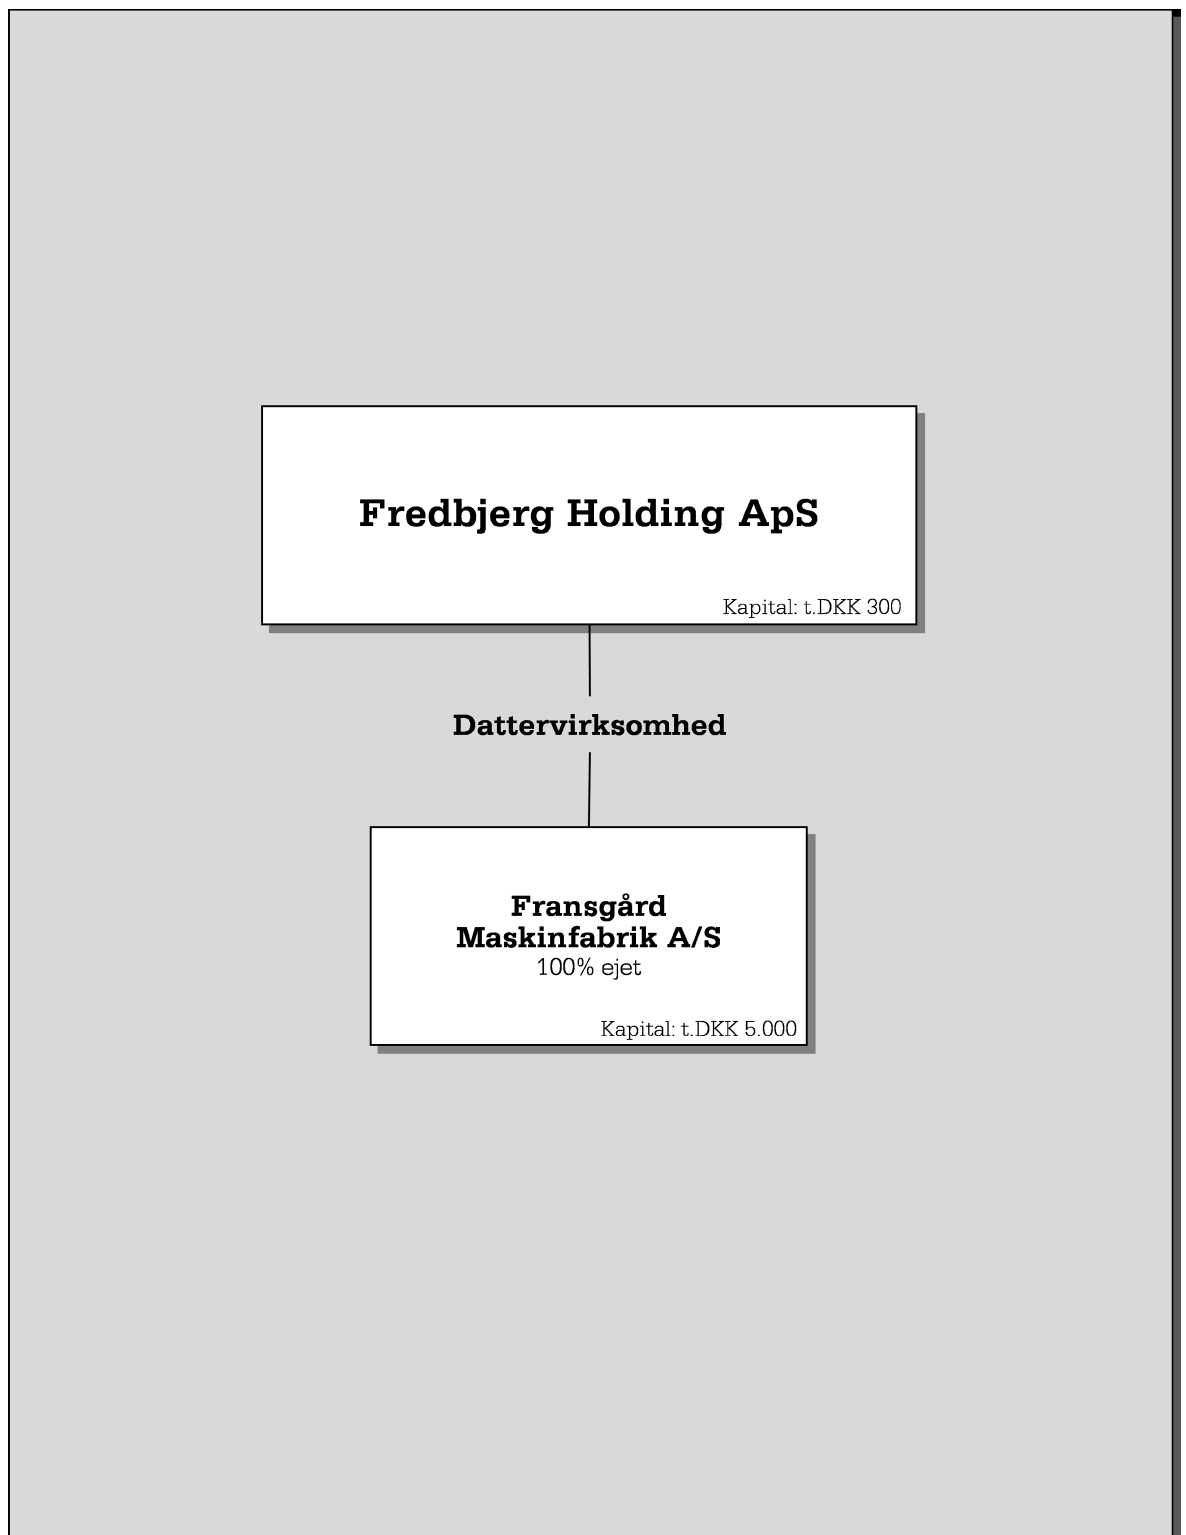 Fredbjerg Holding ApS
Kapital: t.DKK 300
Dattervirksomhed
Fransgård
Maskinfabrik A/S
100% ejet
Kapital: t.DKK 5.000